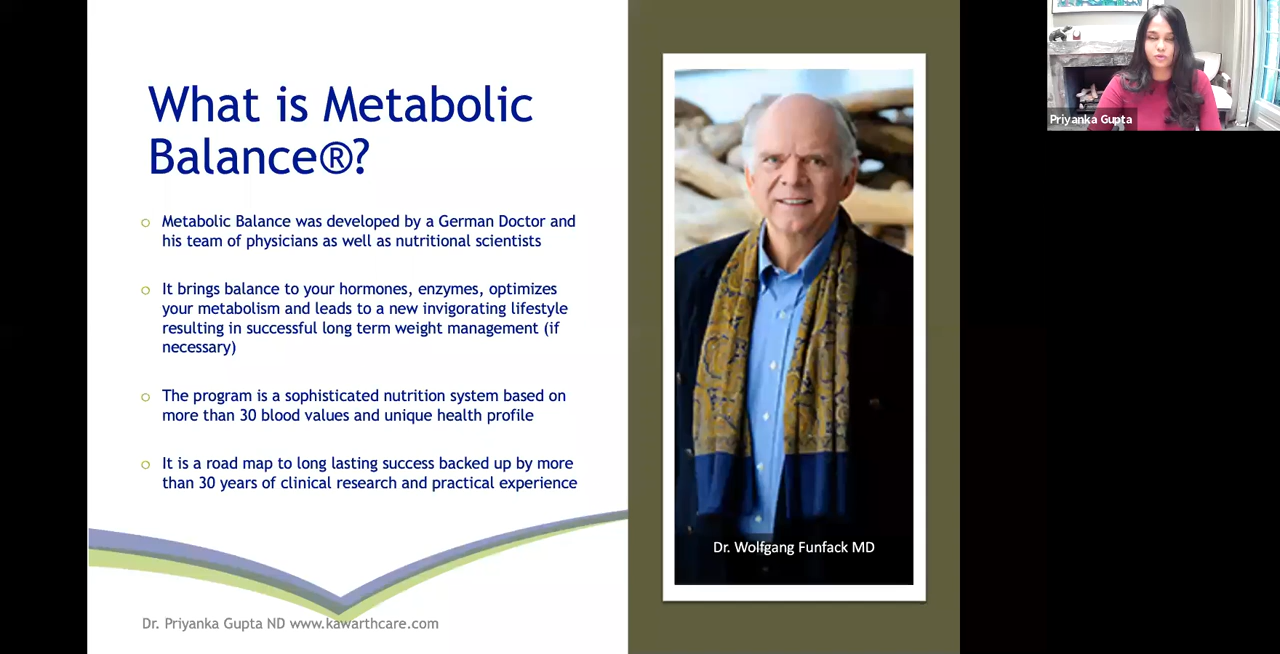 What is Metabolic
Balance®?
o Metabolic Balance was developed by a German Doctor and
his team of physicians as well as nutritional scientists
o It brings balance to your hormones, enzymes, optimizes
your metabolism and leads to a new invigorating lifestyle
resulting in successful long term weight management (if
necessary)
o The program is a sophisticated nutrition system based on
more than 30 blood values and unique health profile
o It is a road map to long lasting success backed up by more
than 30 years of clinical research and practical experience
Dr. Priyanka Gupta ND www.kawarthcare.com
Dr. Wolfgang Funfack MD
Priyanka Gupta